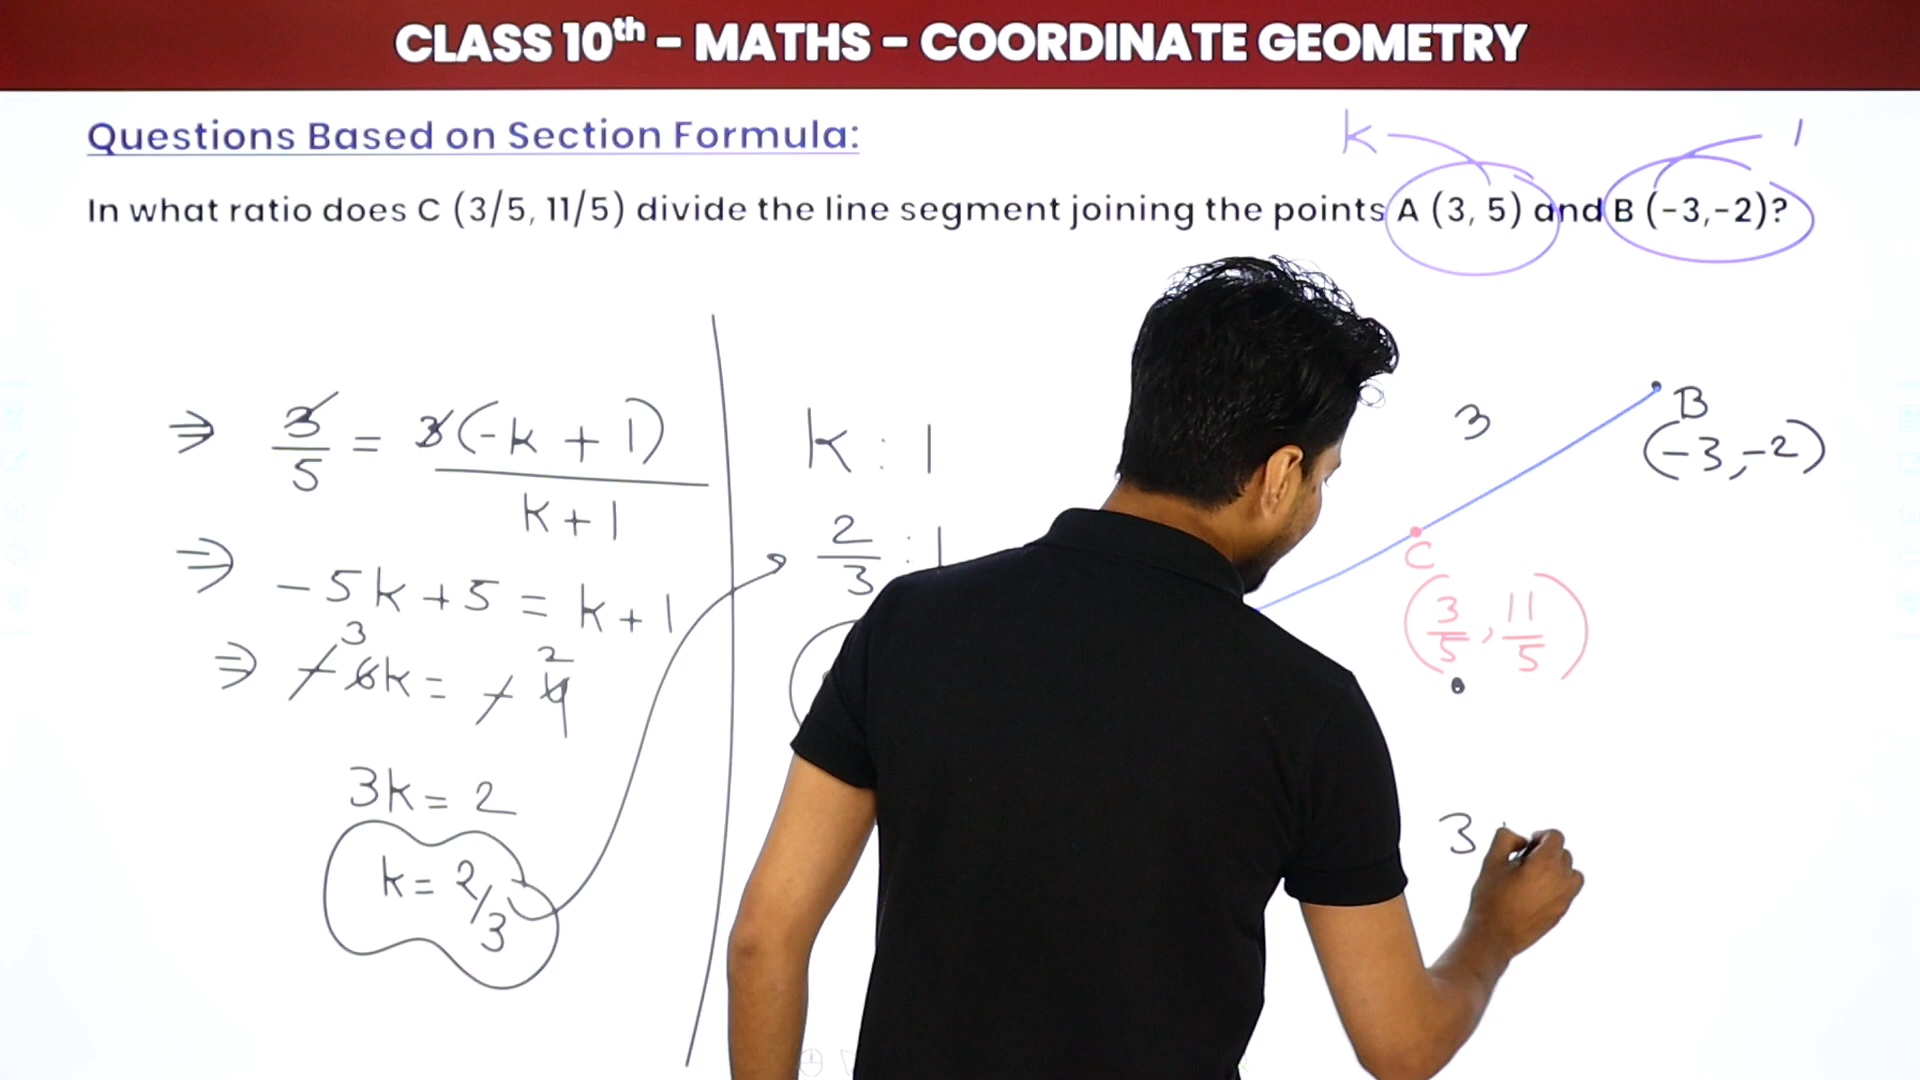 CLASS 10th - MATHS - COORDINATE GEOMETRY
Questions Based on Section Formula:
k 1
In what ratio does C (3/5, 11/5) divide the line segment joining the points A (3, 5) and B (-3,-2)?
⇒ 3/5 = 3(-k + 1)/k+1
⇒ -5k+5 = k+1
⇒ -6k = -4
3 2
3k = 2
k = 2/3
k : 1
2/3 : 1
3
B
(-3,-2)
C
(3/5, 11/5)
3